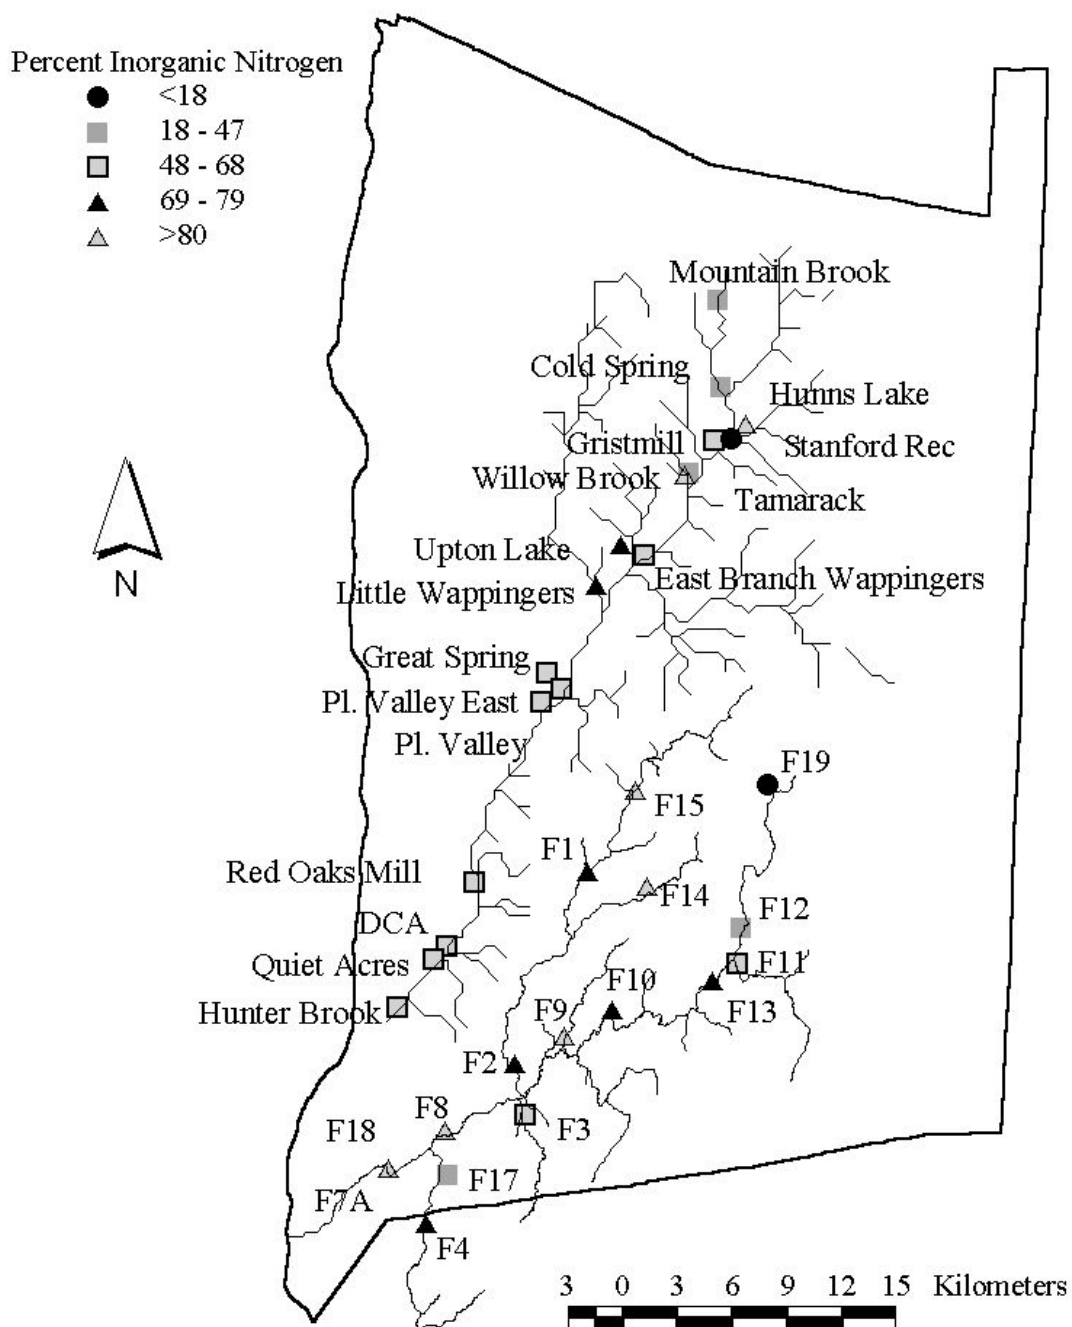 Percent Inorganic Nitrogen
<18
18 - 47
48 - 68
69 - 79
>80
Mountain Brook
Cold Spring
Hunns Lake
Gristmill
Stanford Rec
Willow Brook
Tamarack
Upton Lake
East Branch Wappingers
Little Wappingers
Great Spring
Pl. Valley East
Pl. Valley
F19
F15
F1
Red Oaks Mill
F14
F12
DCA
Quiet Acres
F11
F10
Hunter Brook
F9
F13
F2
F8
F3
F18
F17
F7A
F4
N
3 0 3 6 9 12 15 Kilometers